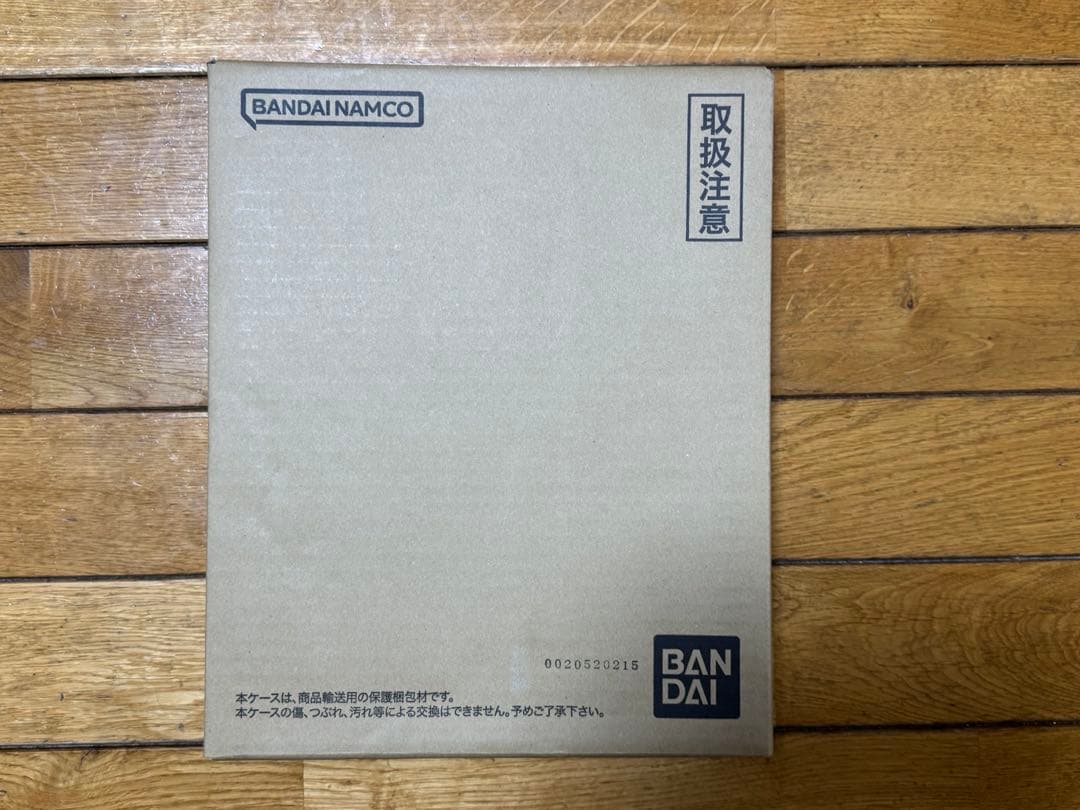 BANDAI NAMCO
取扱注意
0020520215
BAN
DAI
本ケースは、商品輸送用の保護梱包材です。
本ケースの傷、つぶれ、汚れ等による交換はできません。予めご了承下さい。